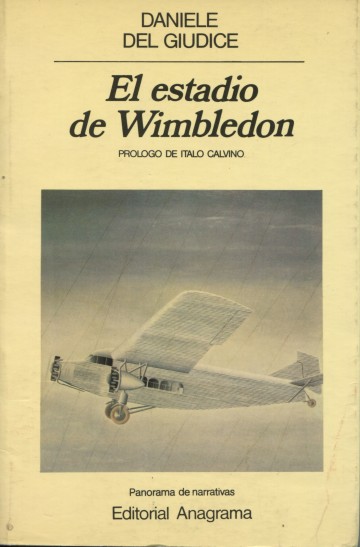 DANIELE
DEL GIUDICE
El estadio
de Wimbledon
PROLOGO DE ITALO CALVINO
Panorama de narrativas
Editorial Anagrama